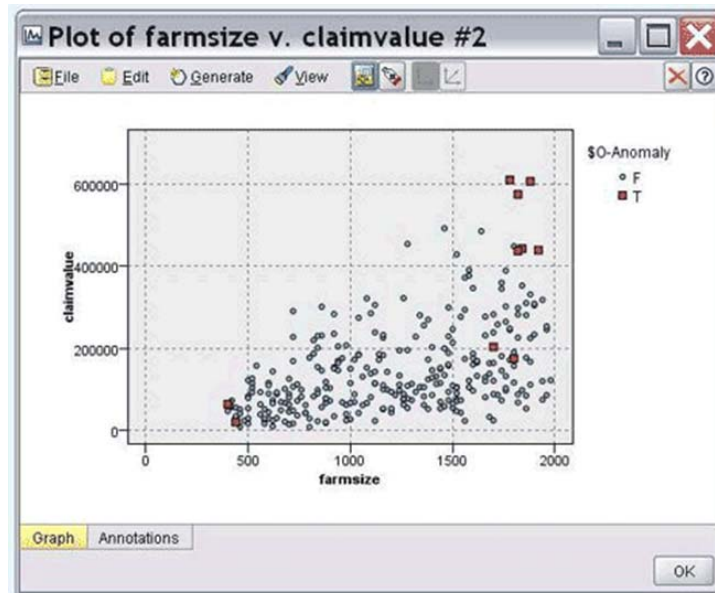 Plot of farmsize v. claimvalue #2
File Edit Generate View
$O-Anomaly
F
T
600000
400000
200000
0
claimvalue
0 500 1000 1500 2000
farmsize
Graph Annotations
OK